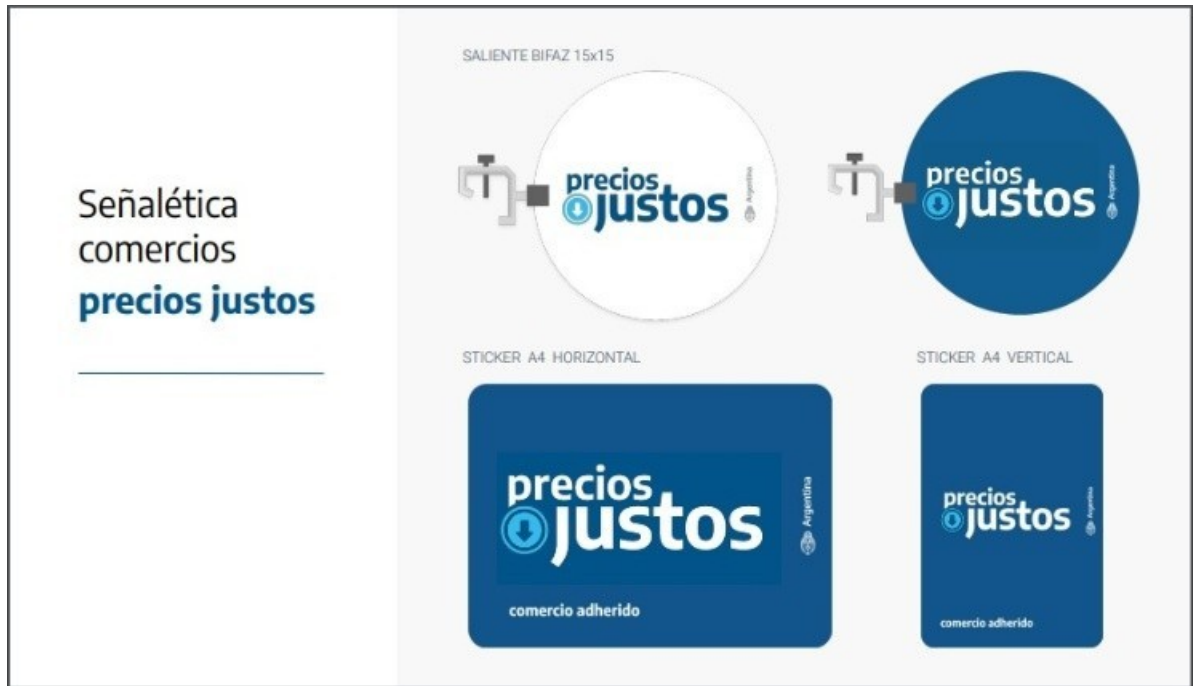 Señalética
comercios
precios justos
SALIENTE BIFAZ 15x15
precios
justos
Argentina
precios
justos
Argentina
STICKER A4 HORIZONTAL
precios
justos
Argentina
comercio adherido
STICKER A4 VERTICAL
precios
justos
Argentina
comercio adherido